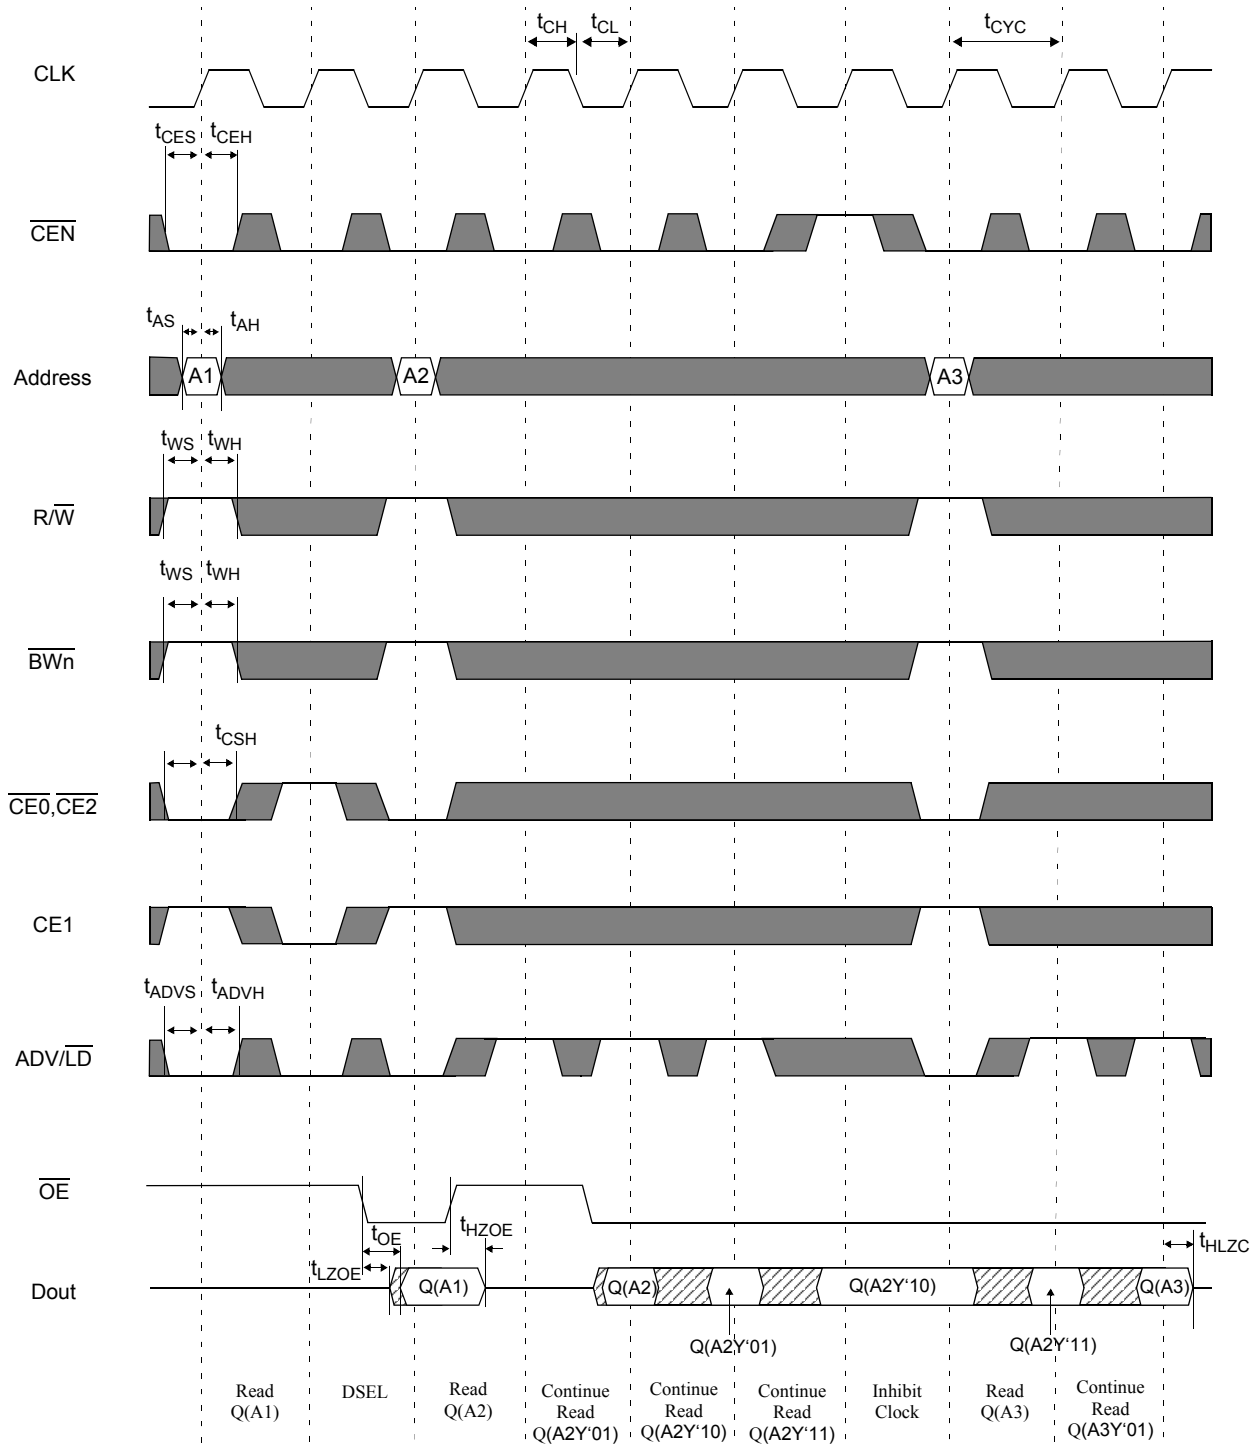 tCH tCL tCYC
CLK
tCES tCEH
CEN
tAS tAH
Address A1 A2 A3
tWS tWH
R/W
tWS tWH
BWn
tCSH
CE0,CE2
CE1
tADVS tADVH
ADV/LD
OE
tOE tHZOE tHLZC
tLZOE
Dout Q(A1) Q(A2) Q(A2Y‘10) Q(A3)
Q(A2Y‘01) Q(A2Y‘11)
Read
Q(A1)
DSEL
Read
Q(A2)
Continue
Read
Q(A2Y‘01)
Continue
Read
Q(A2Y‘10)
Continue
Read
Q(A2Y‘11)
Inhibit
Clock
Read
Q(A3)
Continue
Read
Q(A3Y‘01)